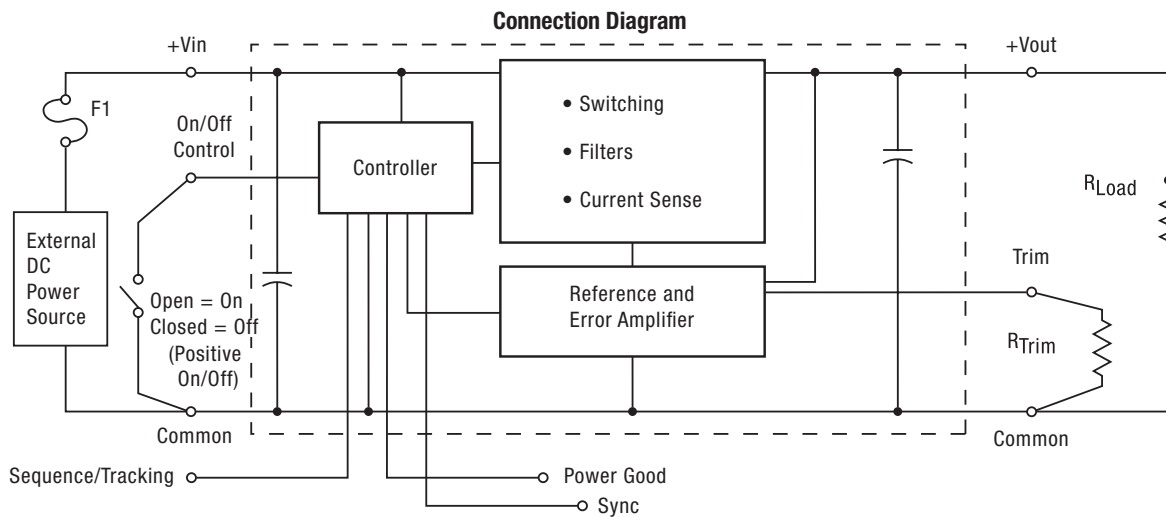 Connection Diagram
+Vin
+Vout
F1
On/Off
Control
Controller
• Switching
• Filters
• Current Sense
RLoad
External
DC
Power
Source
Open = On
Closed = Off
(Positive
On/Off)
Reference and
Error Amplifier
Trim
RTrim
Common
Common
Sequence/Tracking
Power Good
Sync